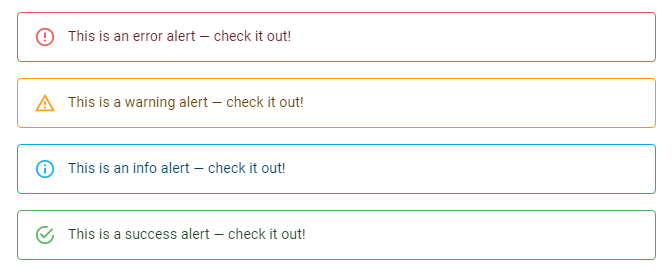 This is an error alert — check it out!
This is a warning alert — check it out!
This is an info alert — check it out!
This is a success alert — check it out!